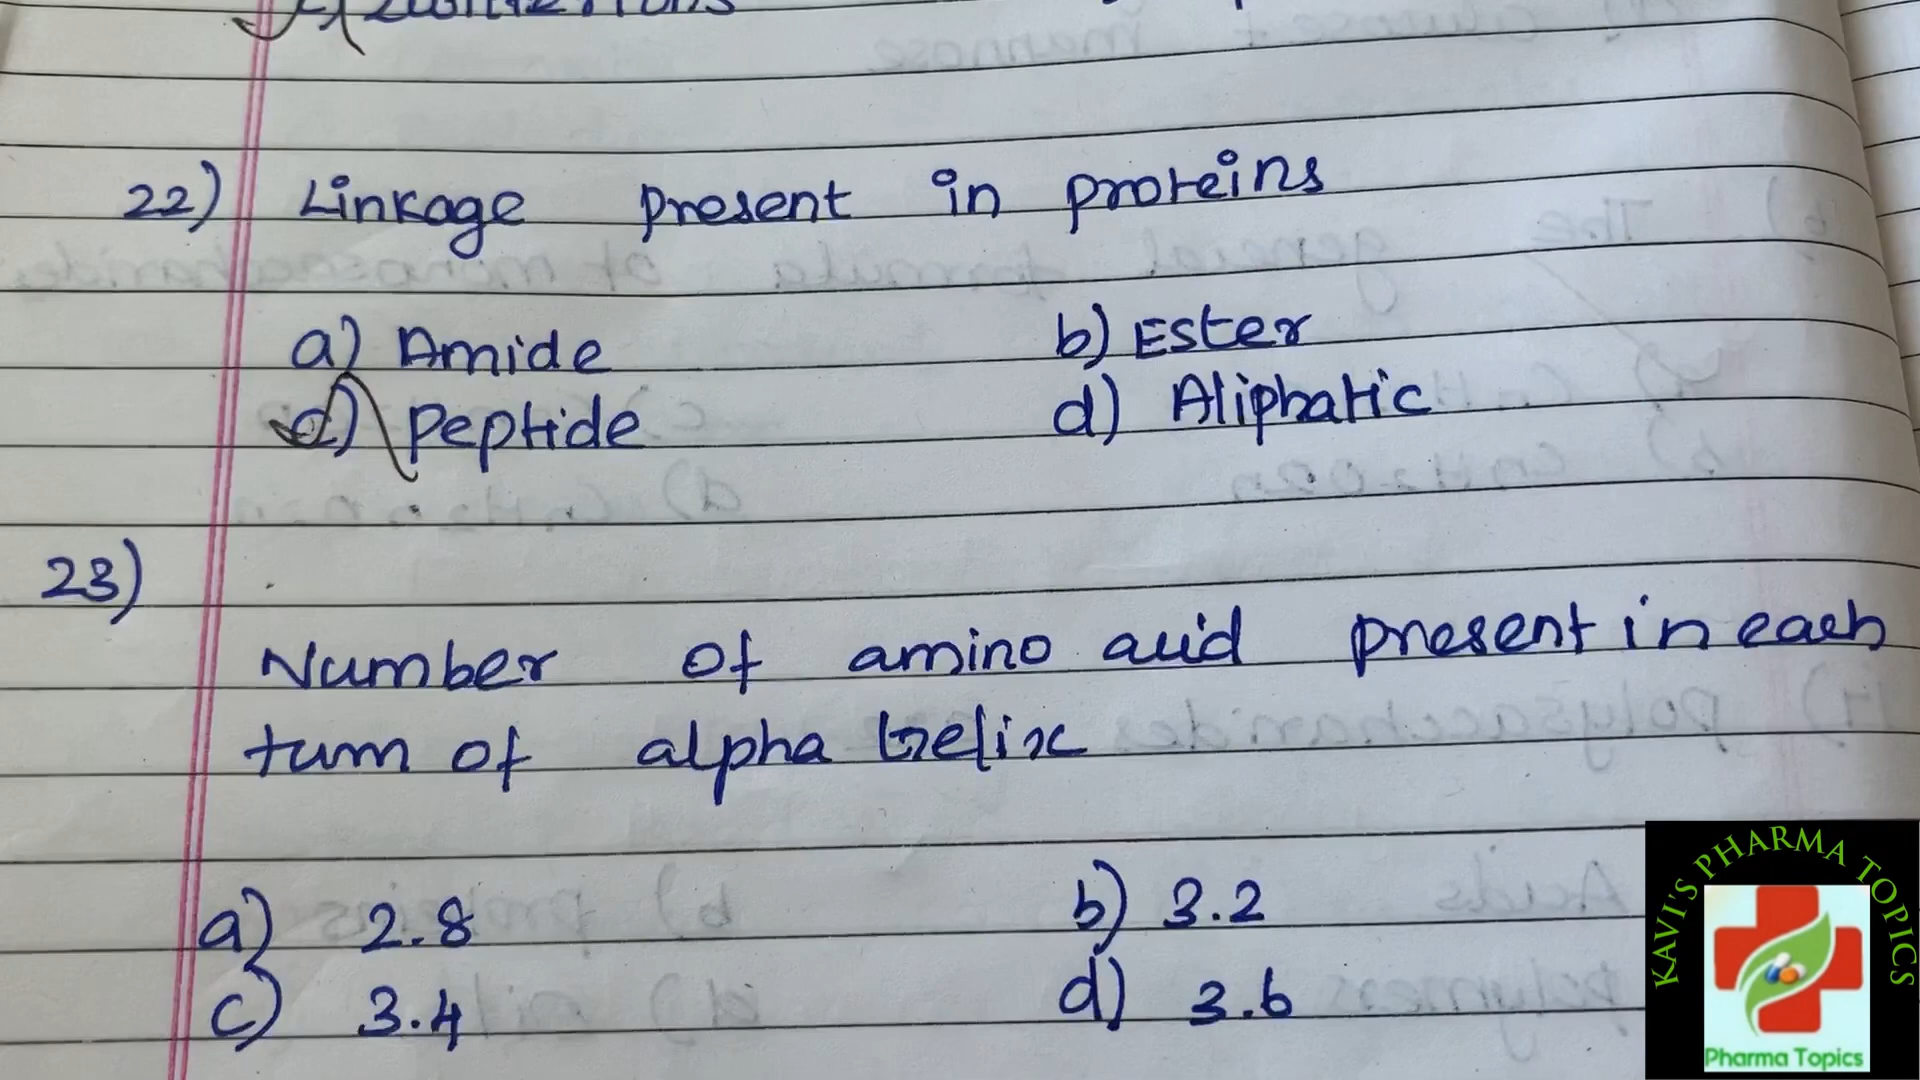 22) Linkage present in proteins
a) Amide b) Ester
c) Peptide d) Aliphatic
23)
Number of amino acid present in each
turn of alpha helix
a) 2.8 b) 3.2
c) 3.4 d) 3.6
KAVI'S PHARMA TOPICS
Pharma Topics